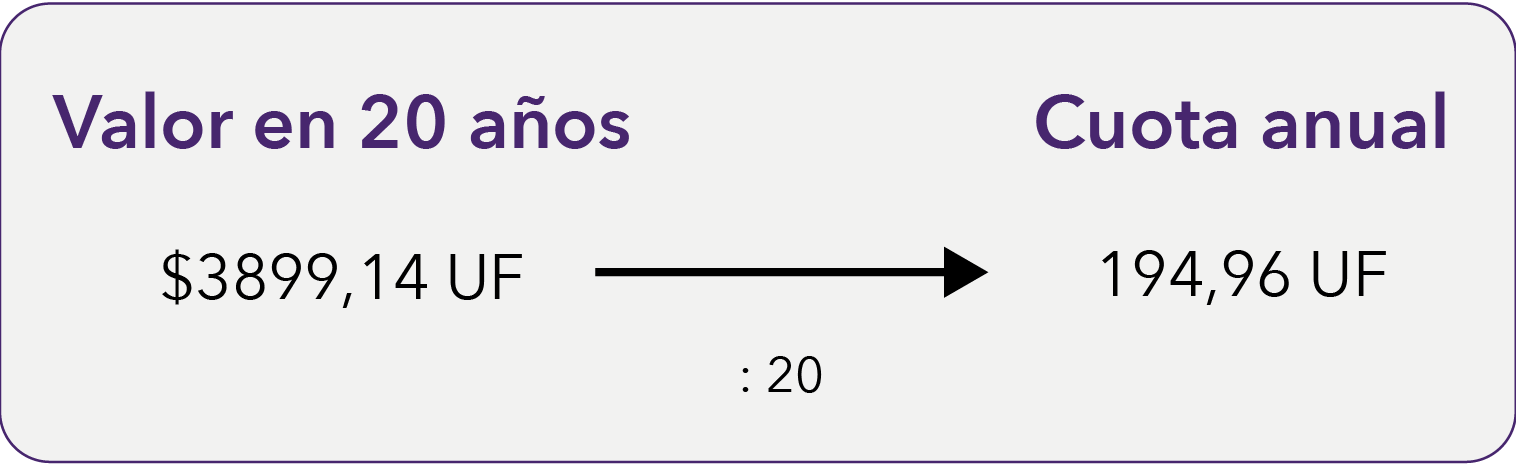 Valor en 20 años
Cuota anual
$3899,14 UF
194,96 UF
: 20